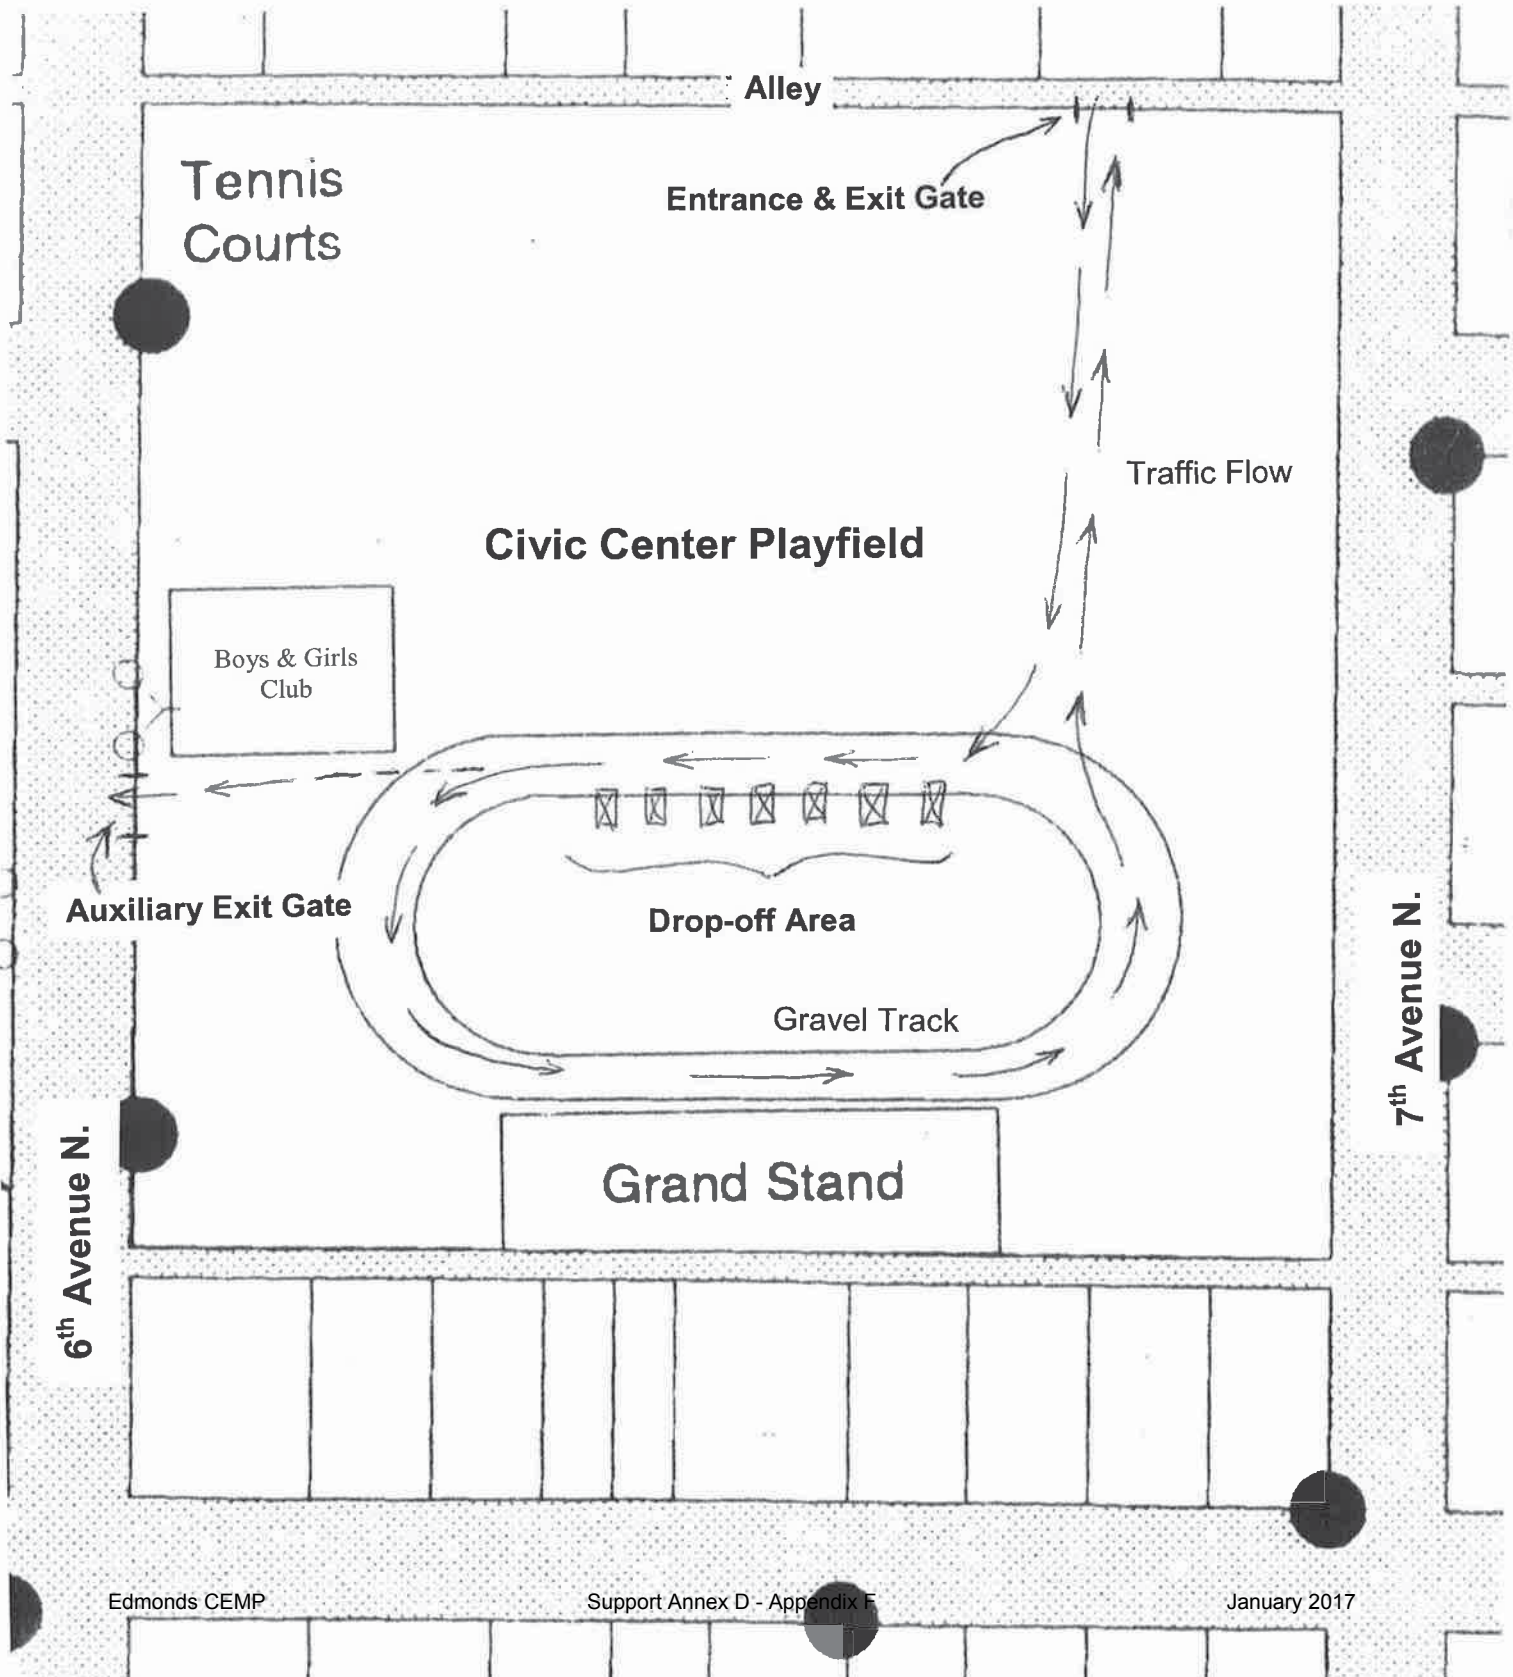 Alley
Tennis
Courts
Entrance & Exit Gate
Traffic Flow
Civic Center Playfield
Boys & Girls
Club
Auxiliary Exit Gate
Drop-off Area
Gravel Track
7th Avenue N.
6th Avenue N.
Grand Stand
Edmonds CEMP
Support Annex D - Appendix F
January 2017